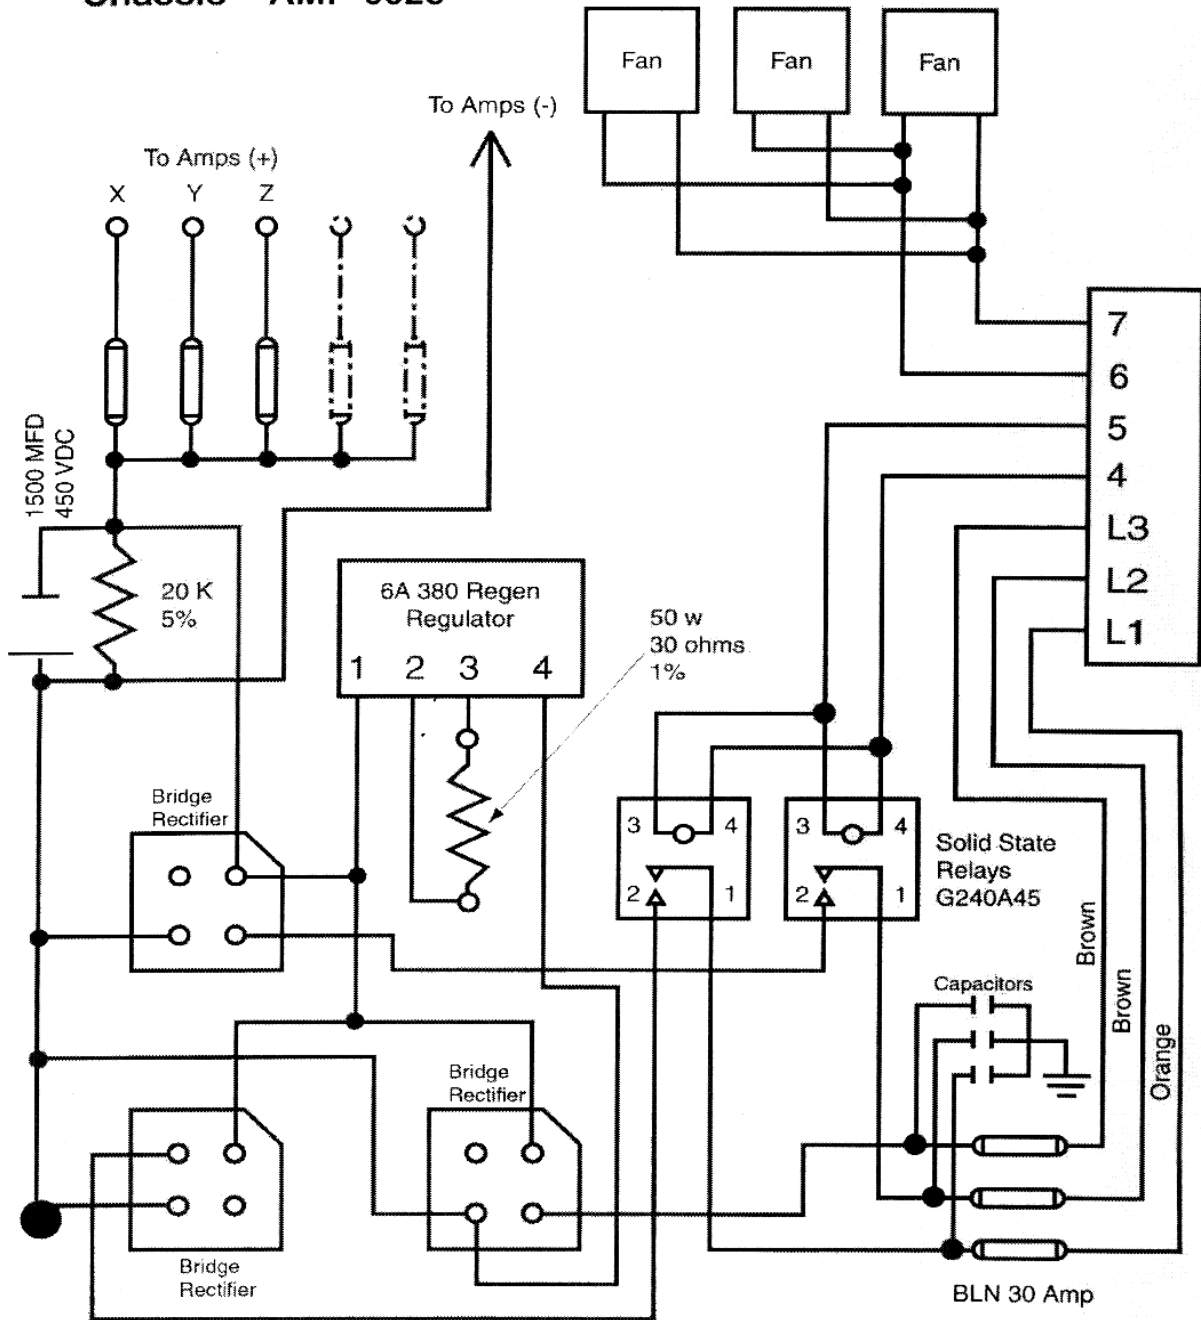 Fan
Fan
Fan
To Amps (-)
To Amps (+)
X
Y
Z
1500 MFD
450 VDC
20 K
5%
6A 380 Regen
Regulator
1
2
3
4
50 w
30 ohms
1%
7
6
5
4
L3
L2
L1
Bridge
Rectifier
3
4
2
1
3
4
2
1
Solid State
Relays
G240A45
Brown
Brown
Orange
Capacitors
Bridge
Rectifier
Bridge
Rectifier
BLN 30 Amp